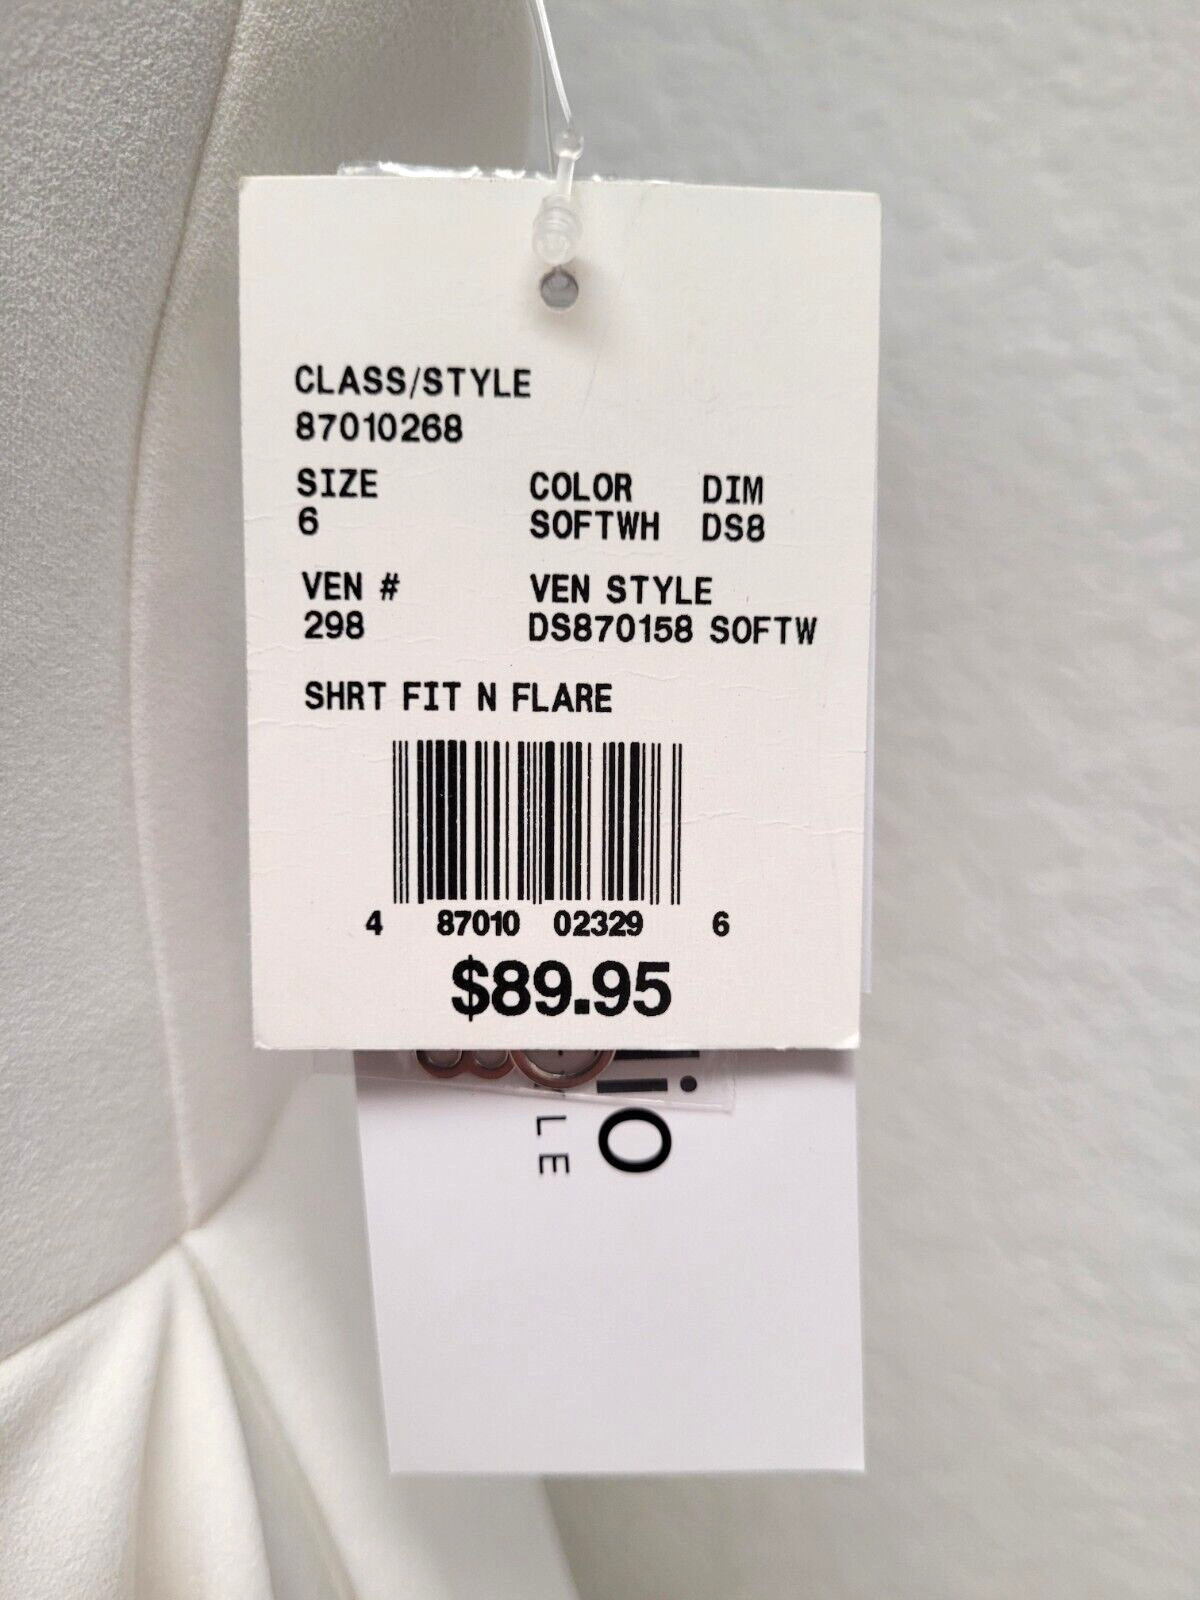 CLASS/STYLE
87010268
SIZE COLOR DIM
6 SOFTWH DS8
VEN # VEN STYLE
298 DS870158 SOFTW
SHRT FIT N FLARE
4 87010 02329 6
$89.95